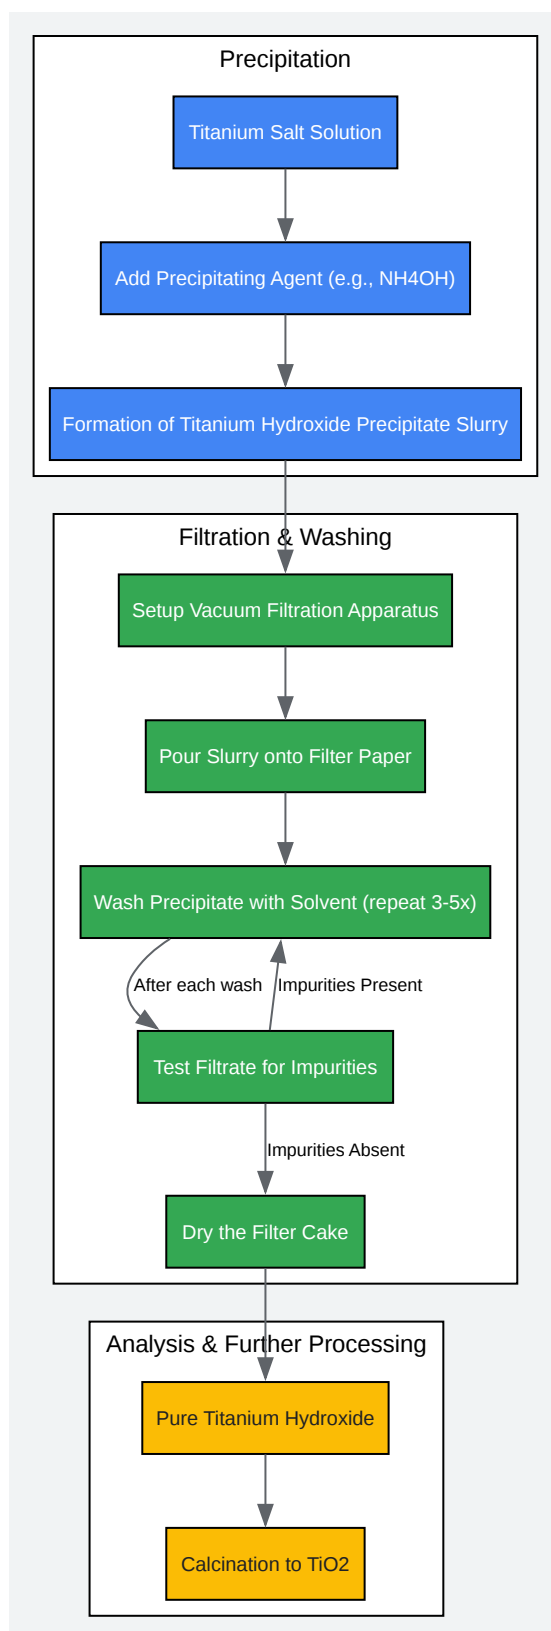 Precipitation
Titanium Salt Solution
Add Precipitating Agent (e.g., NH4OH)
Formation of Titanium Hydroxide Precipitate Slurry
Filtration & Washing
Setup Vacuum Filtration Apparatus
Pour Slurry onto Filter Paper
Wash Precipitate with Solvent (repeat 3-5x)
After each wash
Impurities Present
Test Filtrate for Impurities
Impurities Absent
Dry the Filter Cake
Analysis & Further Processing
Pure Titanium Hydroxide
Calcination to TiO2